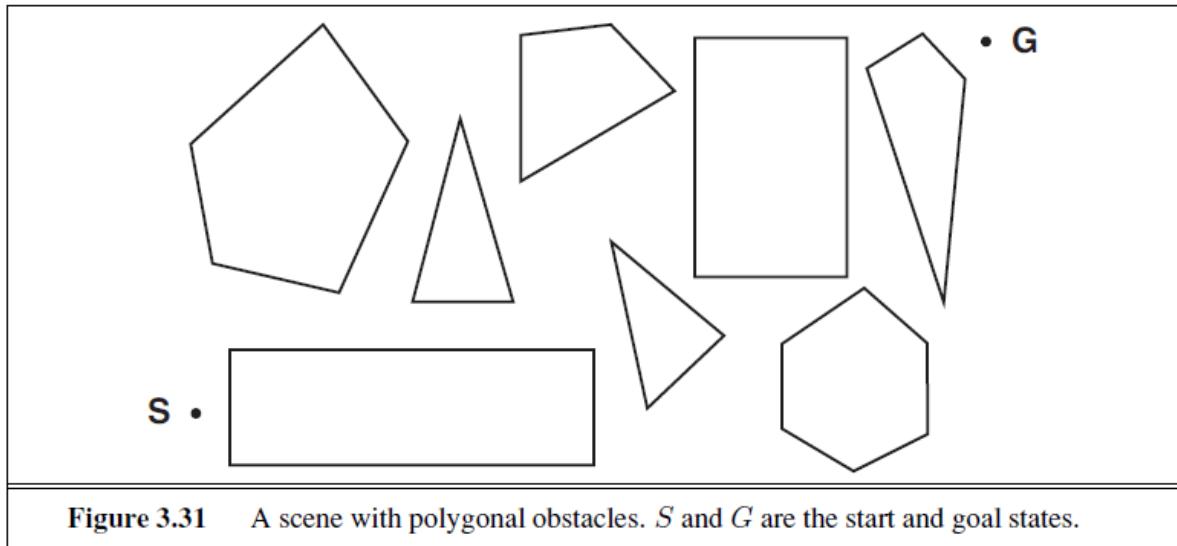 G
S
Figure 3.31 A scene with polygonal obstacles. S and G are the start and goal states.